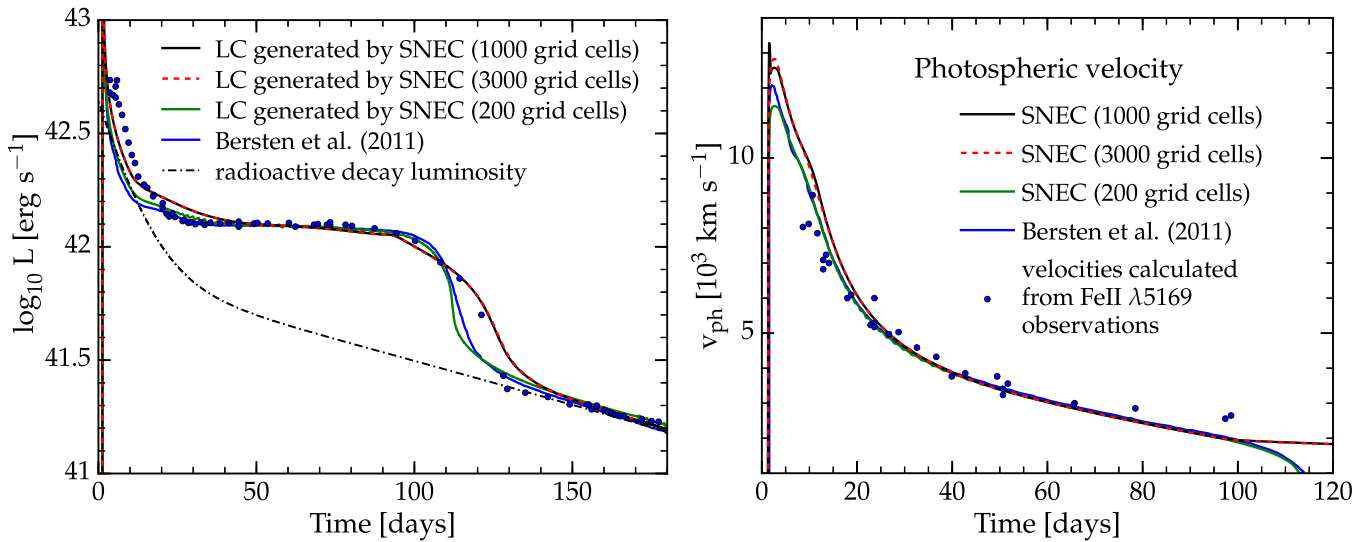 43
42.5
42
41.5
41
log₁₀ L [erg s⁻¹]
LC generated by SNEC (1000 grid cells)
LC generated by SNEC (3000 grid cells)
LC generated by SNEC (200 grid cells)
Bersten et al. (2011)
radioactive decay luminosity
0 50 100 150
Time [days]
10
5
v_ph [10³ km s⁻¹]
Photospheric velocity
SNEC (1000 grid cells)
SNEC (3000 grid cells)
SNEC (200 grid cells)
Bersten et al. (2011)
velocities calculated
from FeII λ5169
observations
0 20 40 60 80 100 120
Time [days]